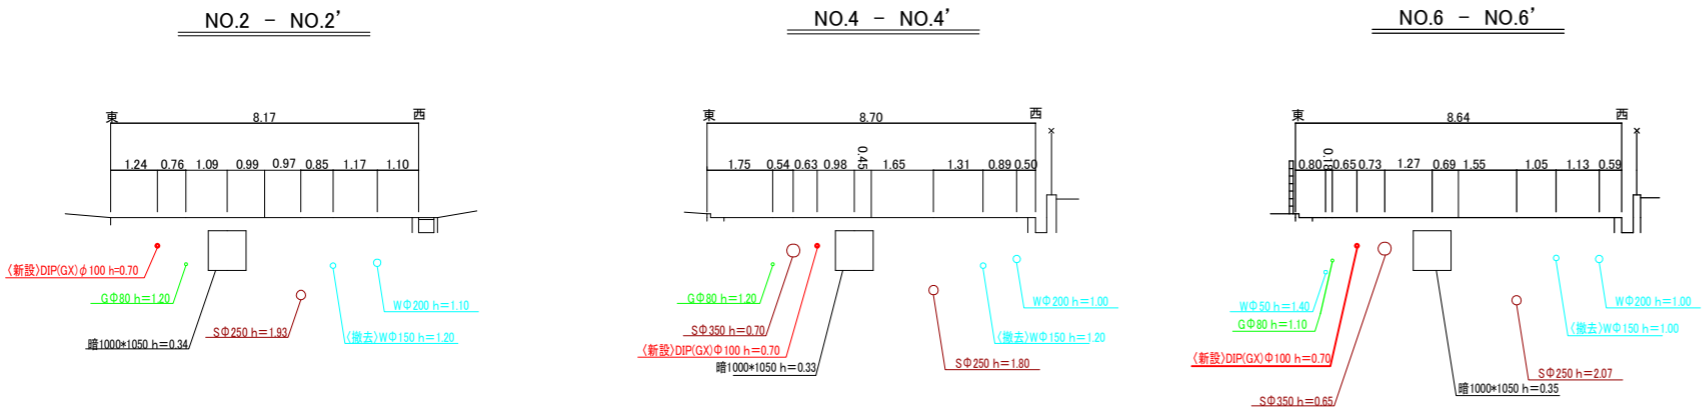 NO.2 － NO.2’
東 8.17 西
1.24 0.76 1.09 0.99 0.97 0.85 1.17 1.10
〈新設〉DIP(GX)φ100 h=0.70
GΦ80 h＝1.20
WΦ200 h＝1.10
SΦ250 h＝1.93
〈撤去〉WΦ150 h＝1.20
暗1000*1050 h＝0.34
NO.4 － NO.4’
東 8.70 西
1.75 0.54 0.63 0.98 0.45 1.65 1.31 0.89 0.50
GΦ80 h＝1.20
WΦ200 h＝1.00
SΦ350 h＝0.70
〈撤去〉WΦ150 h＝1.20
〈新設〉DIP(GX)Φ100 h＝0.70
SΦ250 h＝1.80
暗1000*1050 h＝0.33
NO.6 － NO.6’
東 8.64 西
0.80 0.65 0.73 1.27 0.69 1.55 1.05 1.13 0.59
WΦ50 h＝1.40
WΦ200 h＝1.00
GΦ80 h＝1.10
〈撤去〉WΦ150 h＝1.00
〈新設〉DIP(GX)Φ100 h＝0.70
SΦ250 h＝2.07
暗1000*1050 h＝0.35
SΦ350 h＝0.65